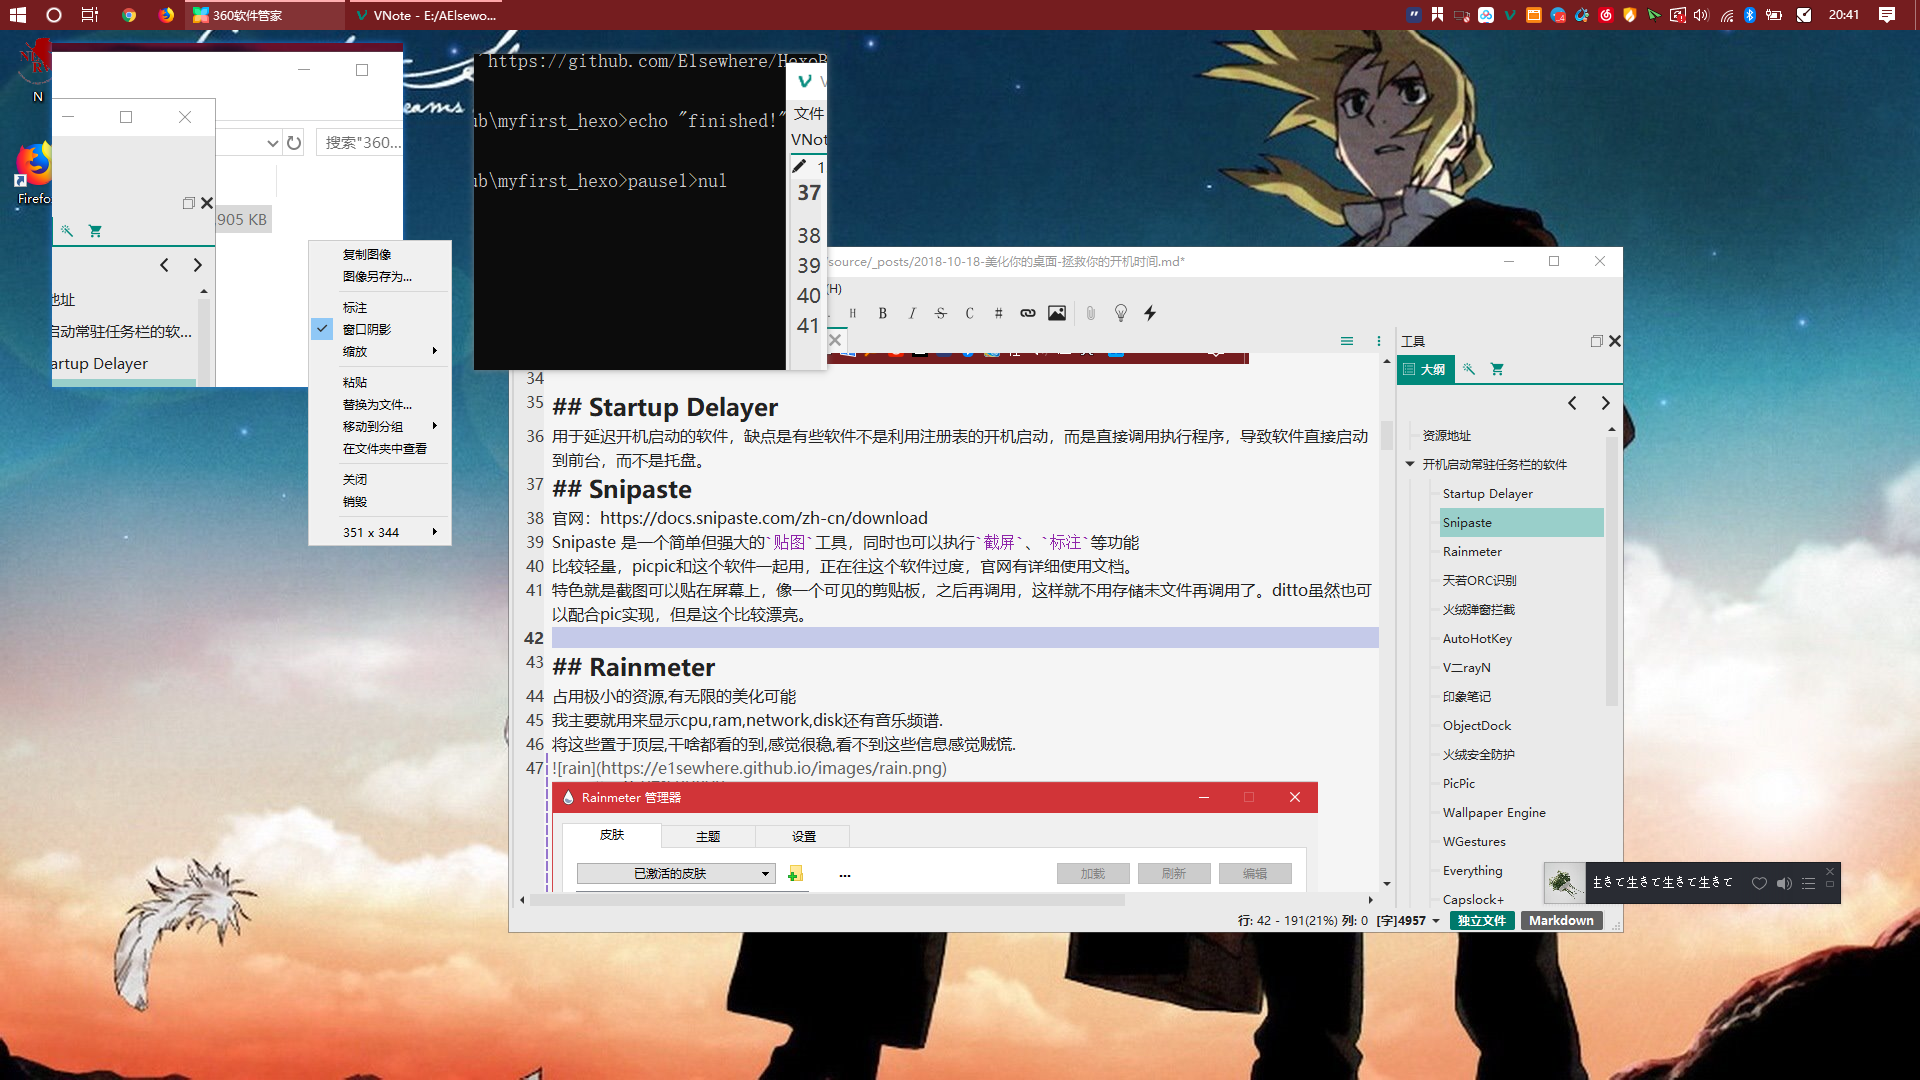 360软件管家
VNote - E:/AElsewo...
20:41
N
Firefo
搜索"360...
905 KB
地址
启动常驻任务栏的软...
artup Delayer
复制图像
图像另存为...
标注
窗口阴影
缩放
粘贴
替换为文件...
移动到分组
在文件夹中查看
关闭
销毁
351 x 344
https://github.com/Elsewhere/HexoB
ub\myfirst_hexo>echo "finished!"
ub\myfirst_hexo>pause1>nul
文件
VNot
1
37
38
39
40
41
source/_posts/2018-10-18-美化你的桌面-拯救你的开机时间.md*
(H)
34
35 ## Startup Delayer
36 用于延迟开机启动的软件，缺点是有些软件不是利用注册表的开机启动，而是直接调用执行程序，导致软件直接启动
到前台，而不是托盘。
37 ## Snipaste
38 官网：https://docs.snipaste.com/zh-cn/download
39 Snipaste 是一个简单但强大的`贴图`工具，同时也可以执行`截屏`、`标注`等功能
40 比较轻量，picpic和这个软件一起用，正在往这个软件过度，官网有详细使用文档。
41 特色就是截图可以贴在屏幕上，像一个可见的剪贴板，之后再调用，这样就不用存储未文件再调用了。ditto虽然也可
以配合pic实现，但是这个比较漂亮。
42
43 ## Rainmeter
44 占用极小的资源,有无限的美化可能
45 我主要就用来显示cpu,ram,network,disk还有音乐频谱.
46 将这些置于顶层,干啥都看的到,感觉很稳,看不到这些信息感觉贼慌.
47 ![rain](https://e1sewhere.github.io/images/rain.png)
Rainmeter 管理器
皮肤
主题
设置
已激活的皮肤
...
加载
刷新
编辑
工具
大纲
资源地址
开机启动常驻任务栏的软件
Startup Delayer
Snipaste
Rainmeter
天若ORC识别
火绒弹窗拦截
AutoHotKey
V二rayN
印象笔记
ObjectDock
火绒安全防护
PicPic
Wallpaper Engine
WGestures
Everything
Capslock+
生きて生きて生きて生きて
行: 42 - 191(21%) 列: 0 [字]4957
独立文件
Markdown